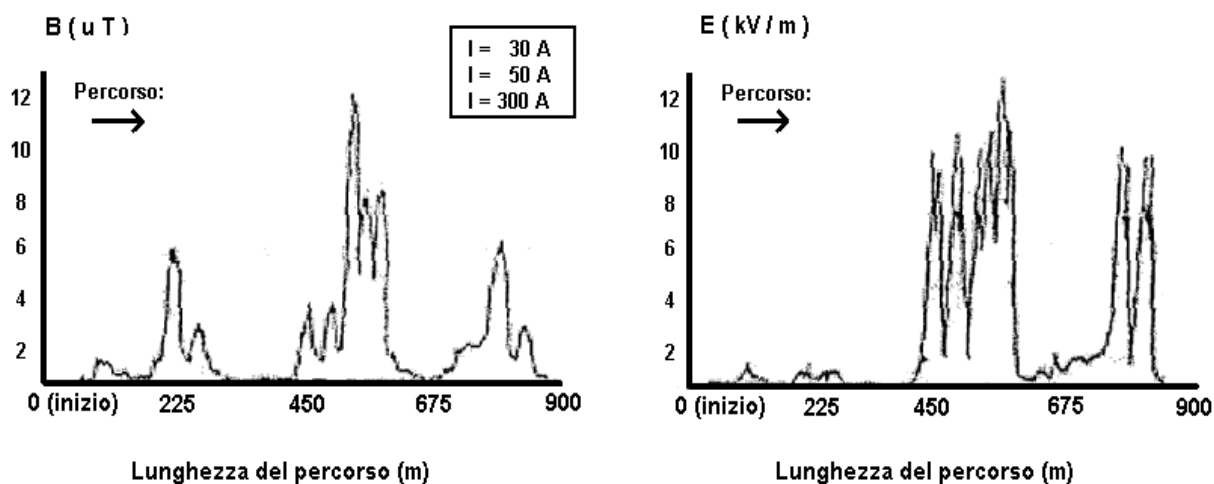 B ( u T )
I = 30 A
I = 50 A
I = 300 A
Percorso:
12
10
8
6
4
2
0 (inizio) 225 450 675 900
Lunghezza del percorso (m)
E ( kV / m )
Percorso:
12
10
8
6
4
2
0 (inizio) 225 450 675 900
Lunghezza del percorso (m)